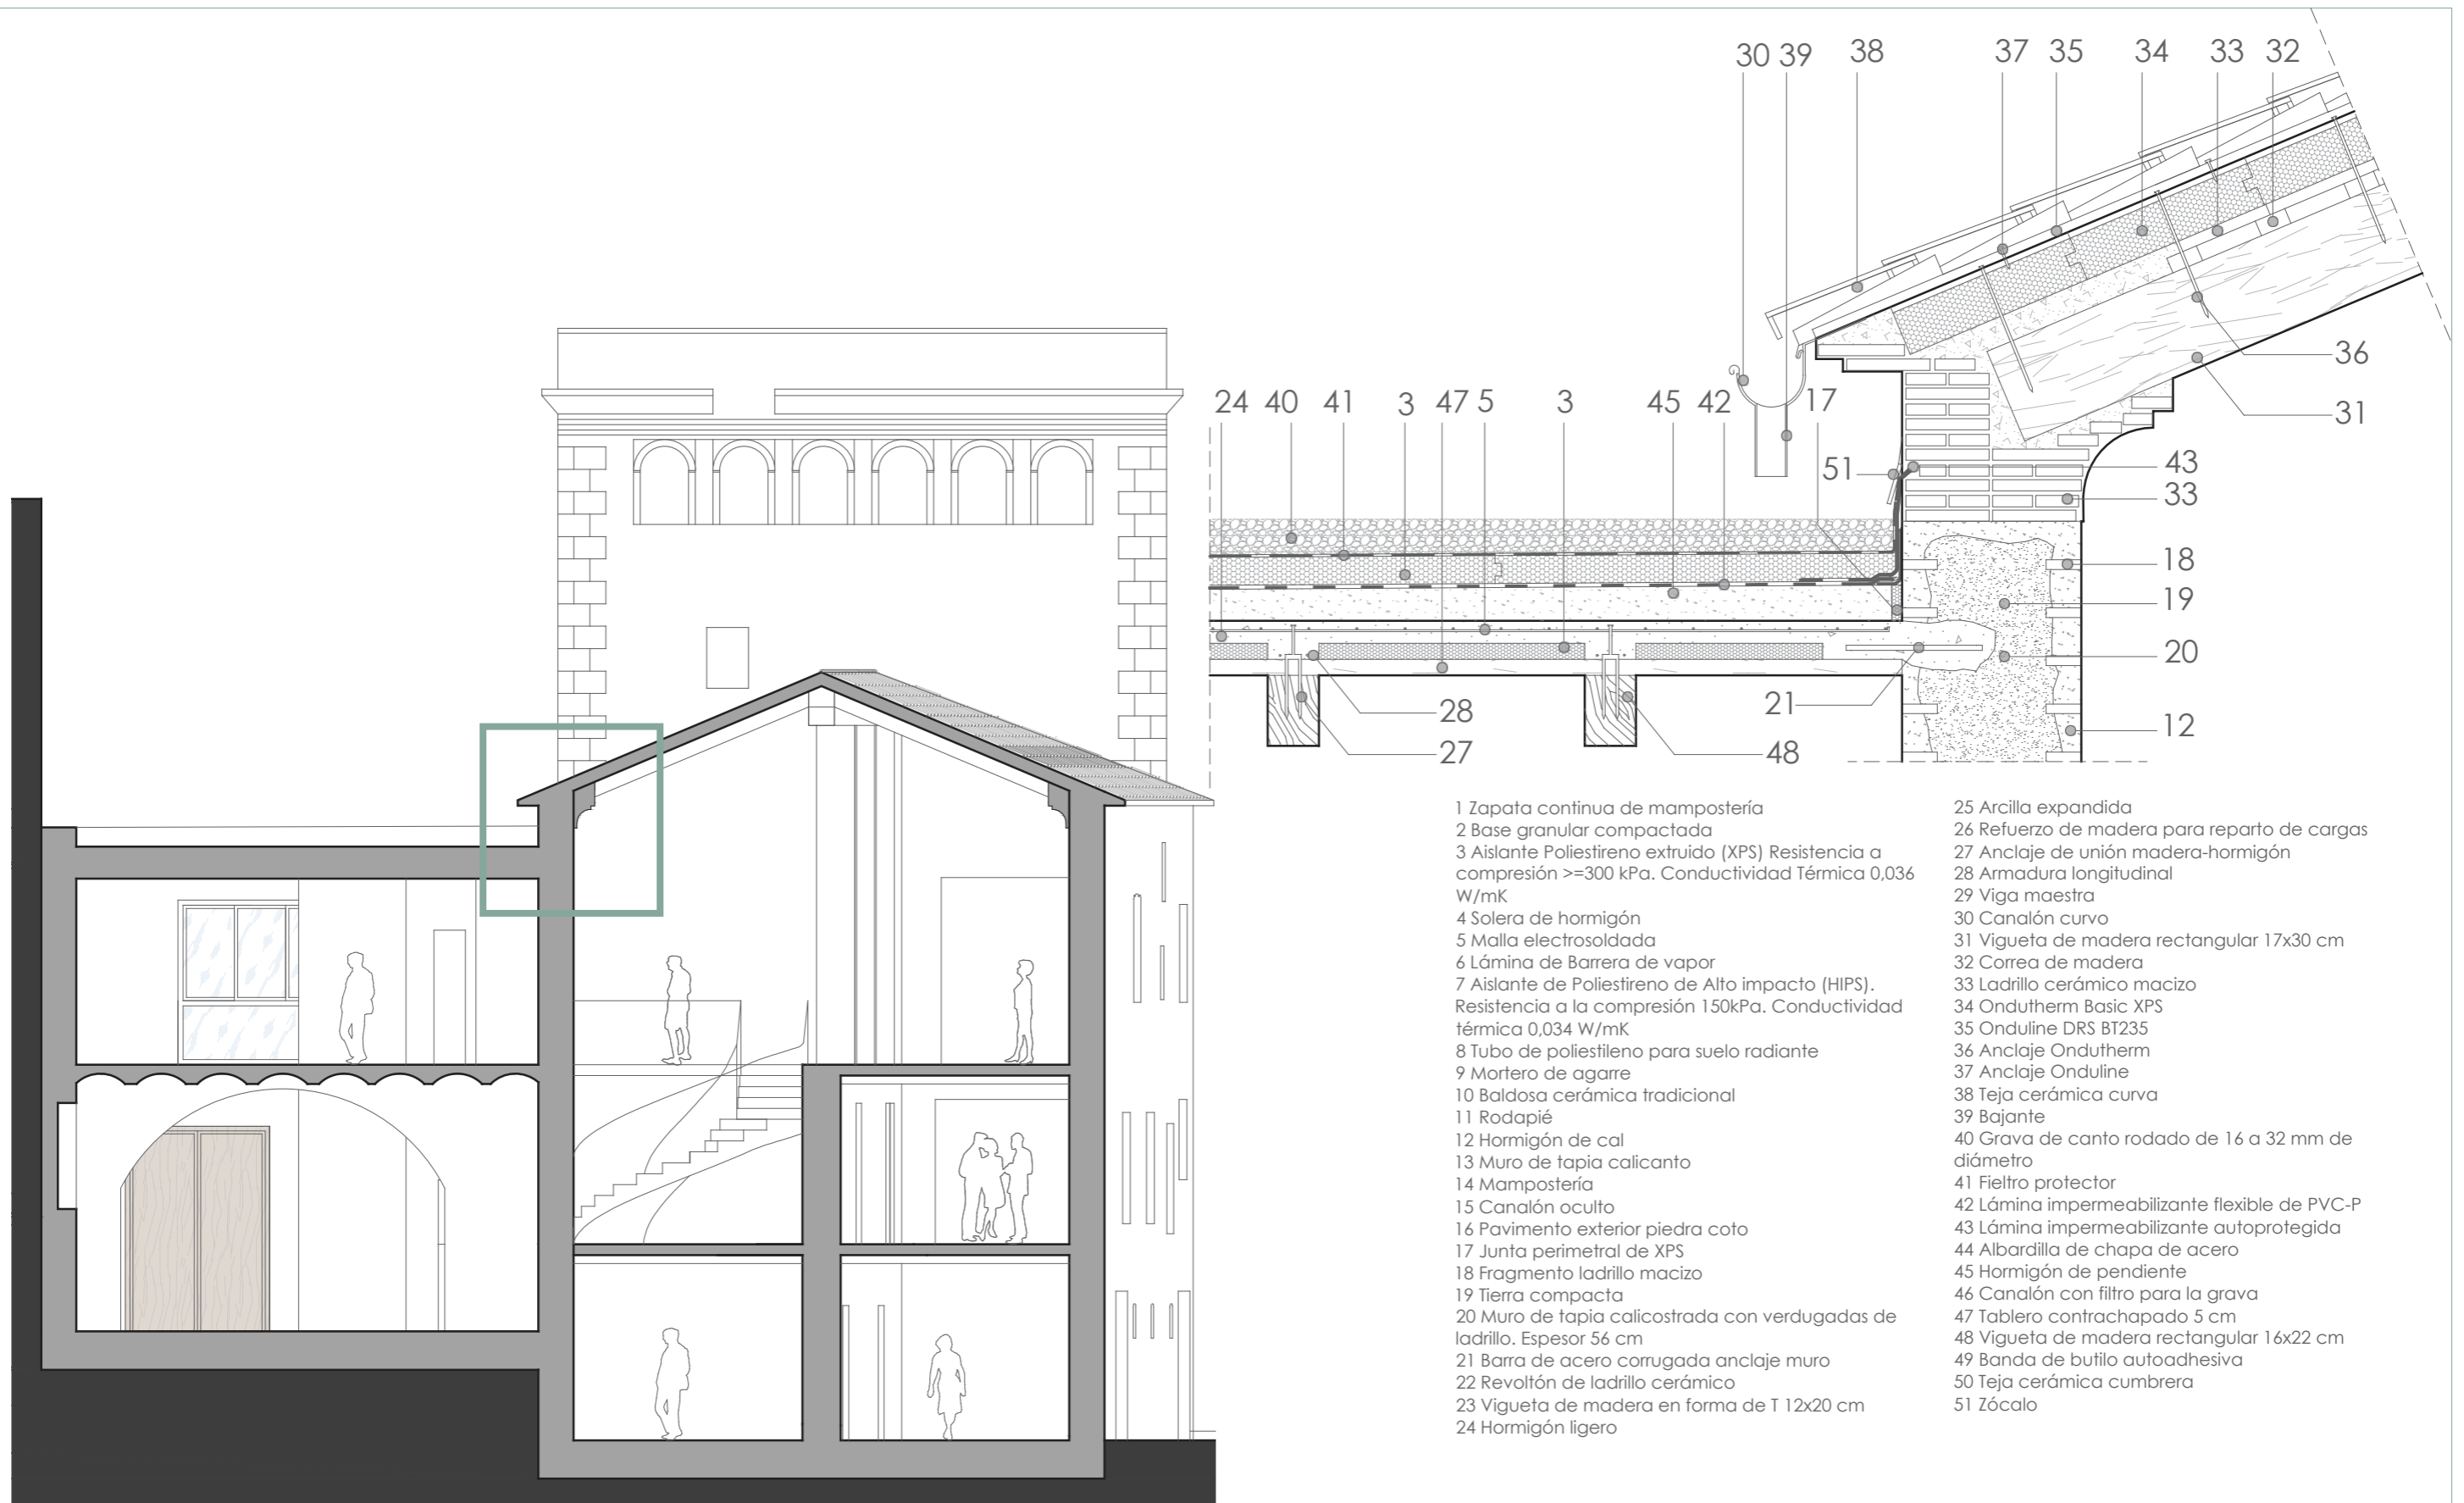 30 39 38 37 35 34 33 32
36
31
24 40 41 3 47 5 3 45 42 17
51
43
33
18
19
20
21
12
28
27
48
1 Zapata continua de mampostería
2 Base granular compactada
3 Aislante Poliestireno extruido (XPS) Resistencia a
compresión >=300 kPa. Conductividad Térmica 0,036
W/mK
4 Solera de hormigón
5 Malla electrosoldada
6 Lámina de Barrera de vapor
7 Aislante de Poliestireno de Alto impacto (HIPS).
Resistencia a la compresión 150kPa. Conductividad
térmica 0,034 W/mK
8 Tubo de poliestileno para suelo radiante
9 Mortero de agarre
10 Baldosa cerámica tradicional
11 Rodapié
12 Hormigón de cal
13 Muro de tapia calicanto
14 Mampostería
15 Canalón oculto
16 Pavimento exterior piedra coto
17 Junta perimetral de XPS
18 Fragmento ladrillo macizo
19 Tierra compacta
20 Muro de tapia calicostrada con verdugadas de
ladrillo. Espesor 56 cm
21 Barra de acero corrugada anclaje muro
22 Revoltón de ladrillo cerámico
23 Vigueta de madera en forma de T 12x20 cm
24 Hormigón ligero
25 Arcilla expandida
26 Refuerzo de madera para reparto de cargas
27 Anclaje de unión madera-hormigón
28 Armadura longitudinal
29 Viga maestra
30 Canalón curvo
31 Vigueta de madera rectangular 17x30 cm
32 Correa de madera
33 Ladrillo cerámico macizo
34 Ondutherm Basic XPS
35 Onduline DRS BT235
36 Anclaje Ondutherm
37 Anclaje Onduline
38 Teja cerámica curva
39 Bajante
40 Grava de canto rodado de 16 a 32 mm de
diámetro
41 Fieltro protector
42 Lámina impermeabilizante flexible de PVC-P
43 Lámina impermeabilizante autoprotegida
44 Albardilla de chapa de acero
45 Hormigón de pendiente
46 Canalón con filtro para la grava
47 Tablero contrachapado 5 cm
48 Vigueta de madera rectangular 16x22 cm
49 Banda de butilo autoadhesiva
50 Teja cerámica cumbrera
51 Zócalo